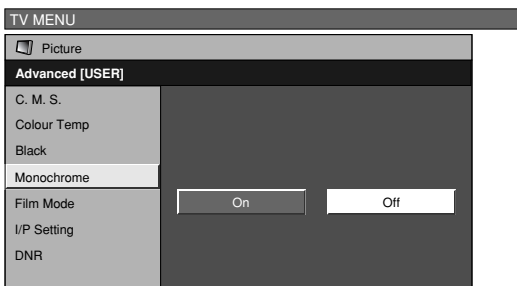 TV MENU
Picture
Advanced [USER]
C. M. S.
Colour Temp
Black
Monochrome
Film Mode
On
Off
I/P Setting
DNR